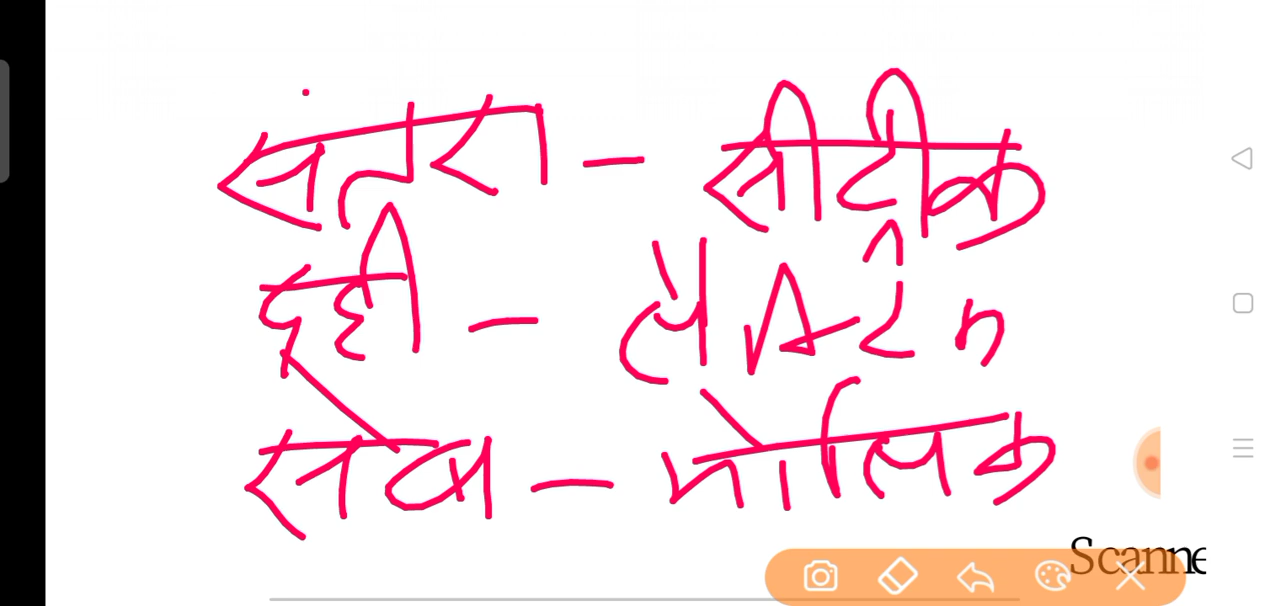 संतरा – सीटीक
दही –
सेव – मोलिक
Scanne